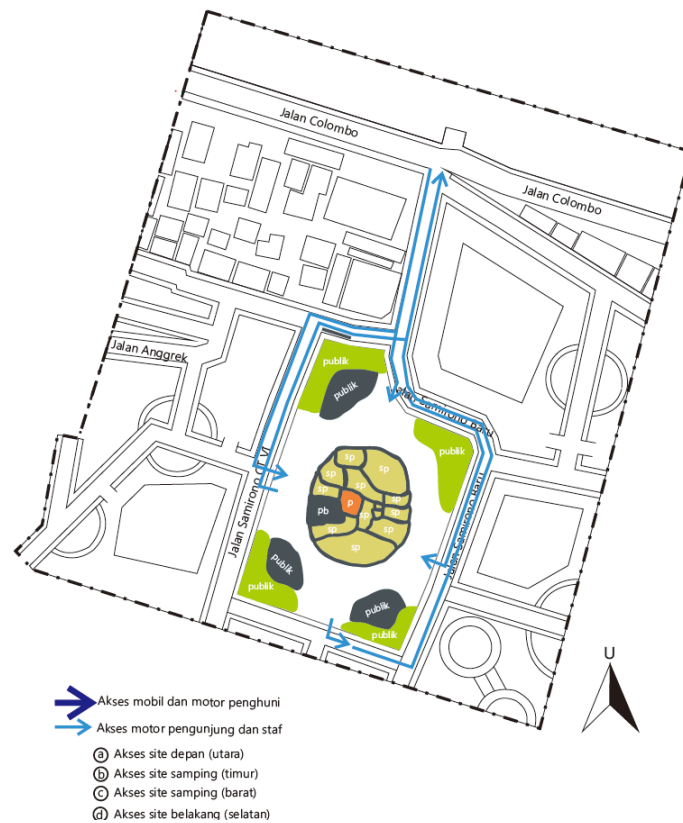 Jalan Colombo
Jalan Colombo
Jalan Anggrek
publik
publik
Jalan Samirono Baru
publik
sp
sp
sp
sp
sp
sp
p
sp
pb
sp
sp
sp
sp
sp
Jalan Samirono CT VI
Jalan Samirono Baru
publik
publik
publik
publik
U
Akses mobil dan motor penghuni
Akses motor pengunjung dan staf
a Akses site depan (utara)
b Akses site samping (timur)
c Akses site samping (barat)
d Akses site belakang (selatan)